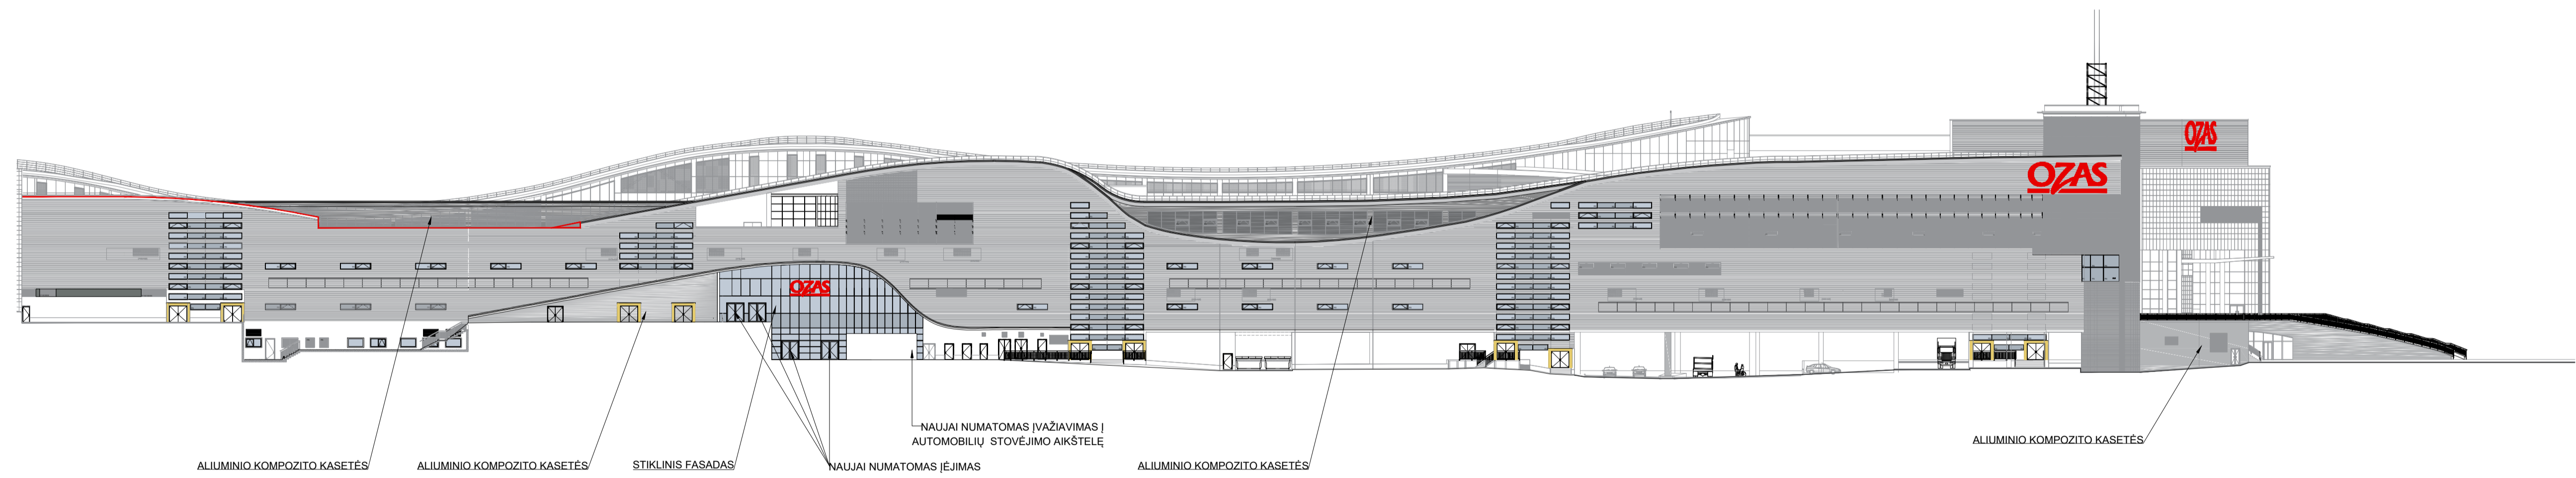 OZAS
OZAS
OZAS
NAUJAI NUMATOMAS ĮVAŽIAVIMAS Į
AUTOMOBILIŲ STOVĖJIMO AIKŠTELĘ
ALIUMINIO KOMPOZITO KASETĖS
ALIUMINIO KOMPOZITO KASETĖS
ALIUMINIO KOMPOZITO KASETĖS
STIKLINIS FASADAS
NAUJAI NUMATOMAS ĮĖJIMAS
ALIUMINIO KOMPOZITO KASETĖS